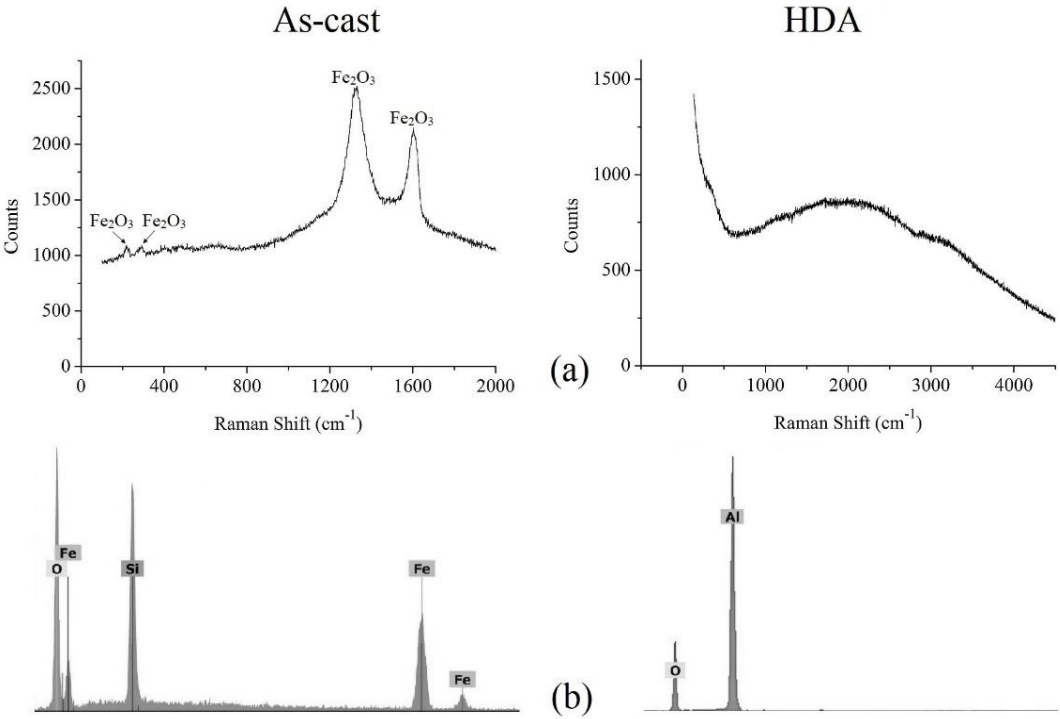 As-cast
HDA
Fe₂O₃
Fe₂O₃
Fe₂O₃ Fe₂O₃
2500
2000
1500
1000
500
0
Counts
0 400 800 1200 1600 2000
Raman Shift (cm⁻¹)
1500
1000
500
0
Counts
0 1000 2000 3000 4000
Raman Shift (cm⁻¹)
(a)
O
Fe
Si
Fe
Fe
(b)
O
Al